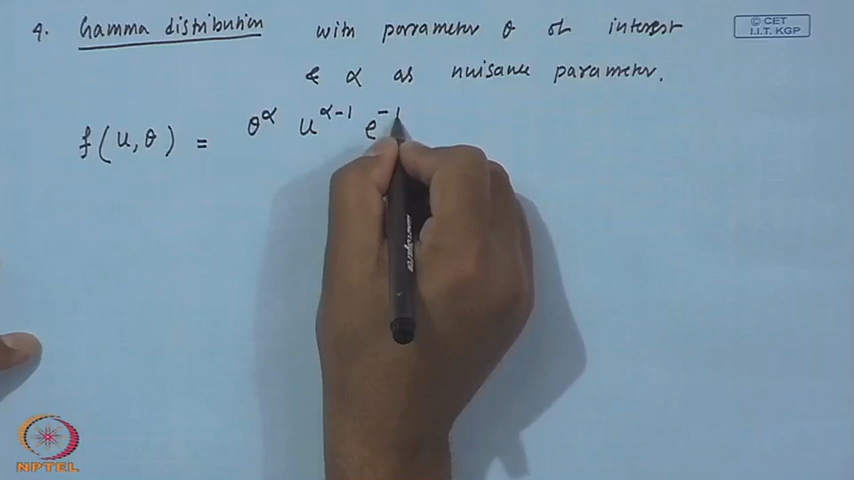 4. Gamma distribution with parameter θ of interest
& α as nuisance parameter.
f(u, θ) = θ^α u^α-1 e^-
© CET
I.I.T. KGP
NPTEL